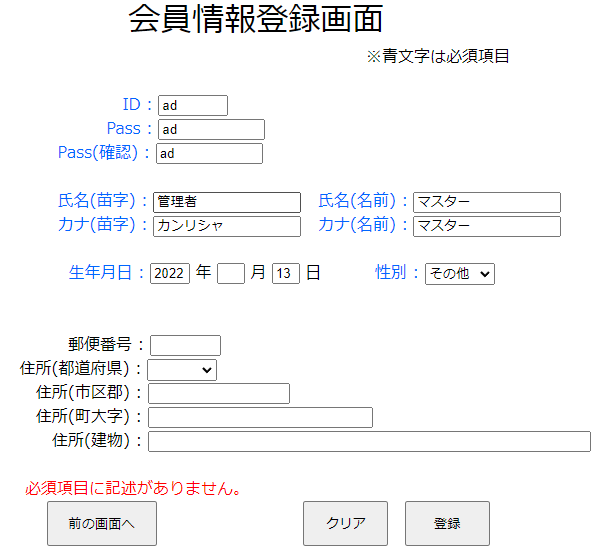 会員情報登録画面
※青文字は必須項目
ID : ad
Pass : ad
Pass(確認) : ad
氏名(苗字) : 管理者 氏名(名前) : マスター
カナ(苗字) : カンリシャ カナ(名前) : マスター
生年月日 : 2022 年 月 13 日 性別 : その他
郵便番号 :
住所(都道府県) :
住所(市区郡) :
住所(町大字) :
住所(建物) :
必須項目に記述がありません。
前の画面へ クリア 登録